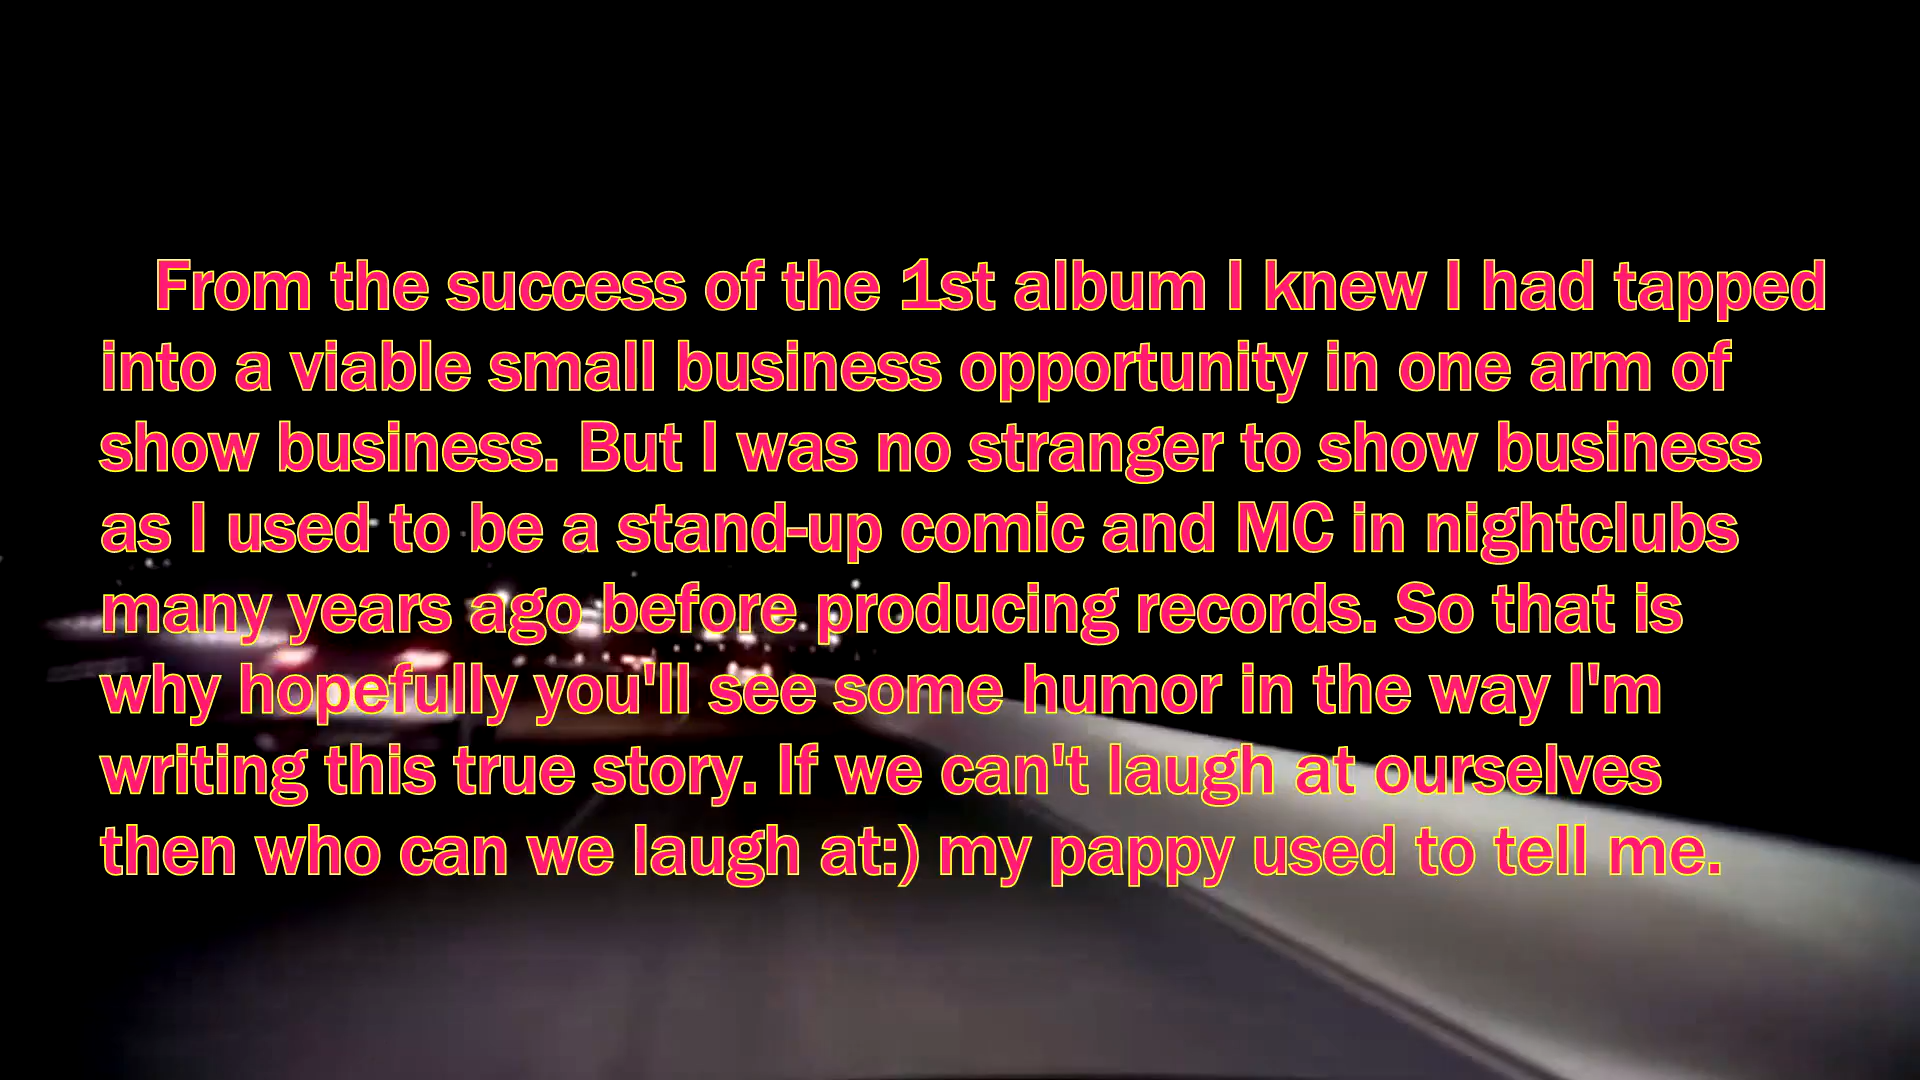 From the success of the 1st album I knew I had tapped
into a viable small business opportunity in one arm of
show business. But I was no stranger to show business
as I used to be a stand-up comic and MC in nightclubs
many years ago before producing records. So that is
why hopefully you'll see some humor in the way I'm
writing this true story. If we can't laugh at ourselves
then who can we laugh at:) my pappy used to tell me.